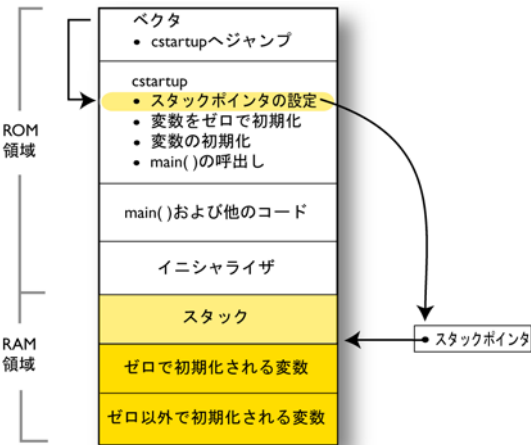 ベクタ
• cstartupへジャンプ
cstartup
• スタックポインタの設定
• 変数をゼロで初期化
• 変数の初期化
• main( )の呼出し
ROM
領域
main( )および他のコード
イニシャライザ
スタック
RAM
領域
スタックポインタ
ゼロで初期化される変数
ゼロ以外で初期化される変数